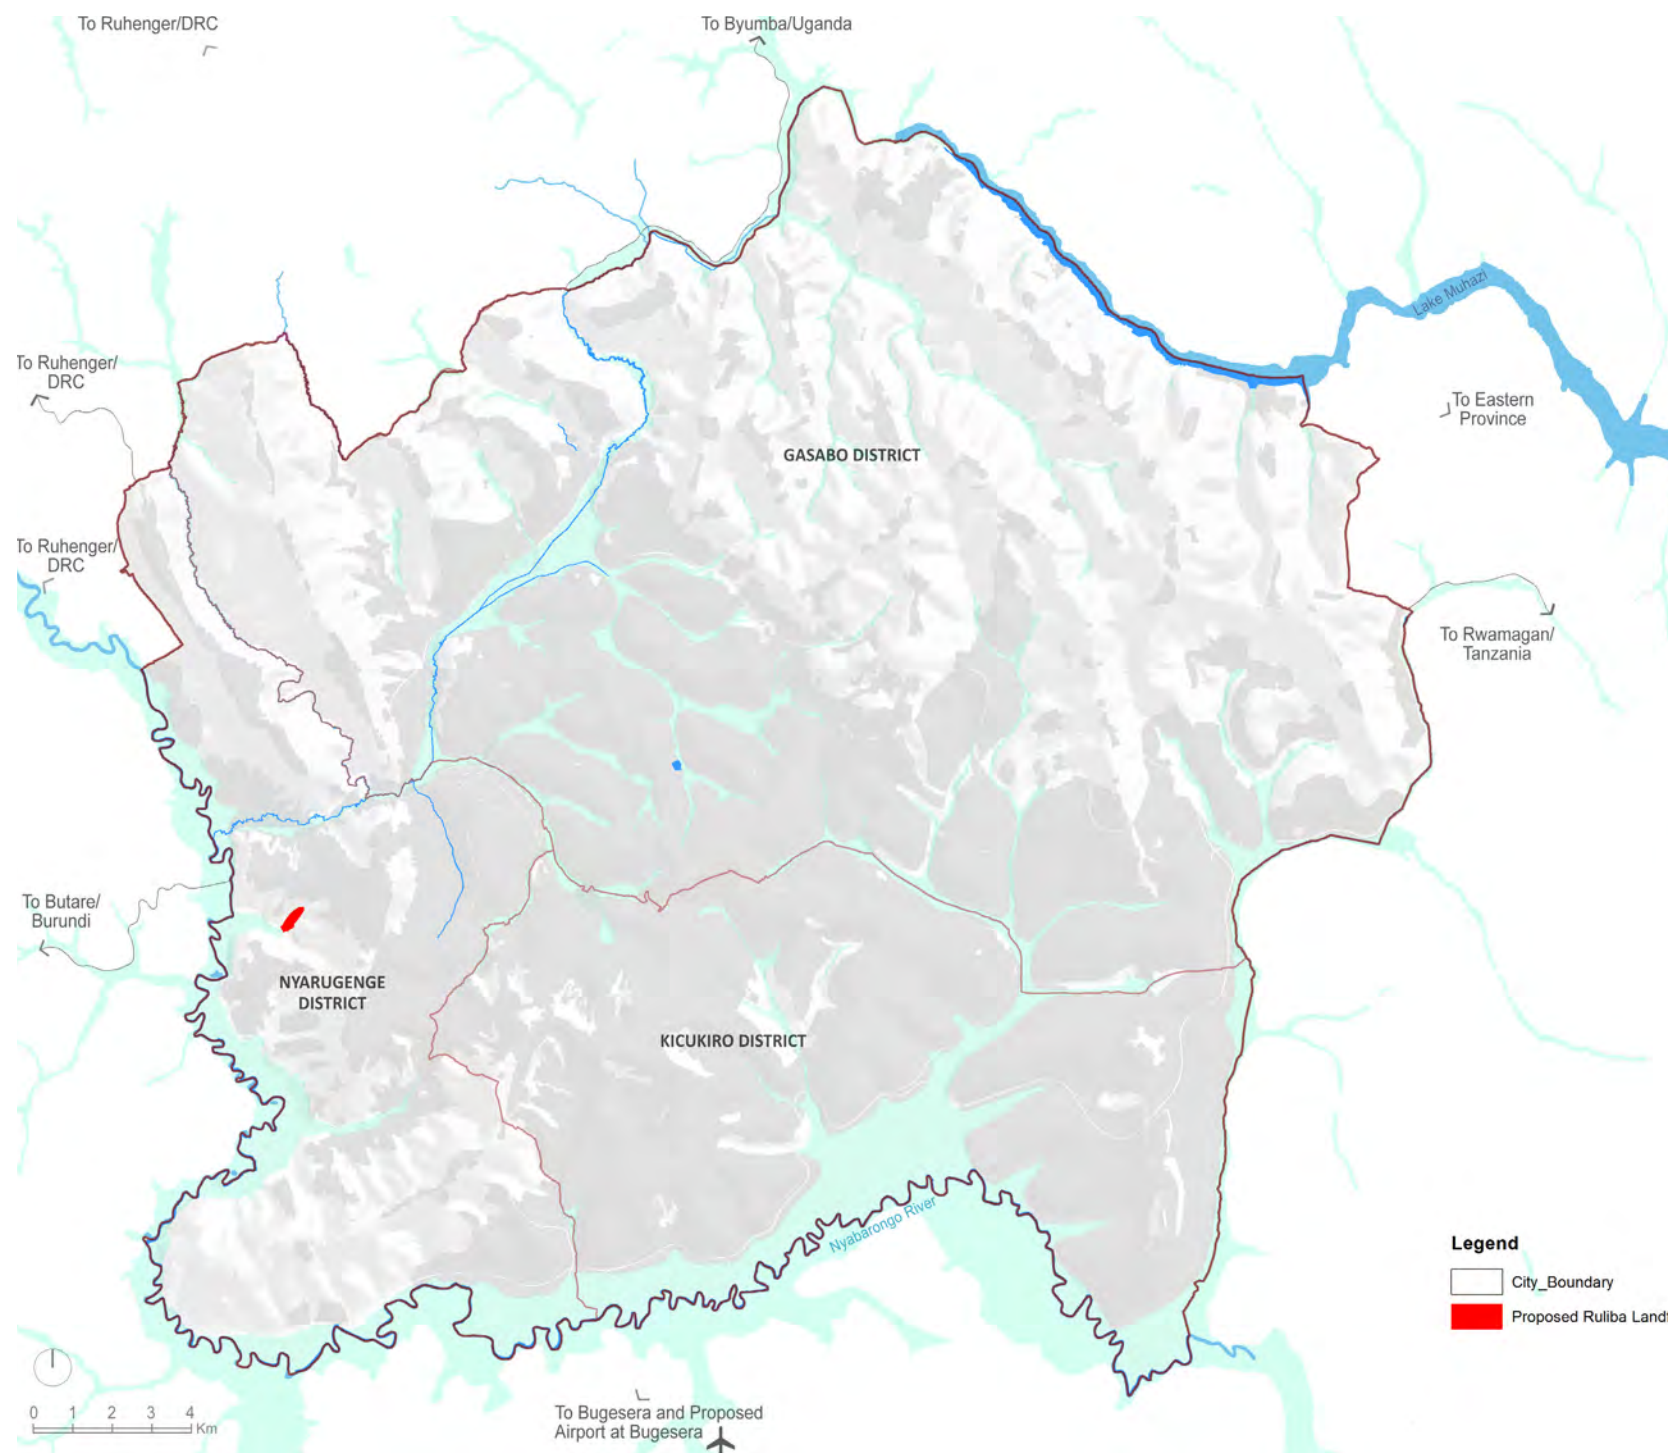 To Ruhenger/DRC
To Byumba/Uganda
Lake Muhazi
To Ruhenger/
DRC
To Eastern
Province
GASABO DISTRICT
To Ruhenger/
DRC
To Rwamagan/
Tanzania
To Butare/
Burundi
NYARUGENGE
DISTRICT
KICUKIRO DISTRICT
Nyabarongo River
Legend
City_Boundary
Proposed Ruliba Landf
0 1 2 3 4
Km
To Bugesera and Proposed
Airport at Bugesera